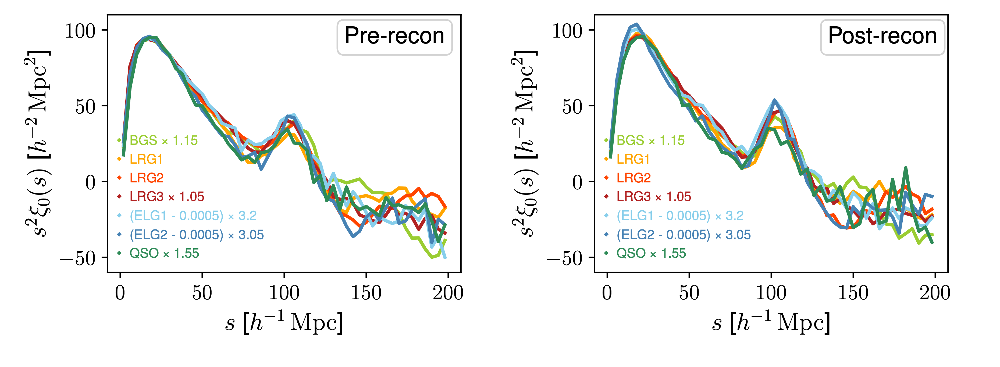 Pre-recon
100
50
0
−50
s²ξ₀(s) [h⁻² Mpc²]
BGS × 1.15
LRG1
LRG2
LRG3 × 1.05
(ELG1 - 0.0005) × 3.2
(ELG2 - 0.0005) × 3.05
QSO × 1.55
0 50 100 150 200
s [h⁻¹ Mpc]
Post-recon
100
50
0
−50
s²ξ₀(s) [h⁻² Mpc²]
BGS × 1.15
LRG1
LRG2
LRG3 × 1.05
(ELG1 - 0.0005) × 3.2
(ELG2 - 0.0005) × 3.05
QSO × 1.55
0 50 100 150 200
s [h⁻¹ Mpc]